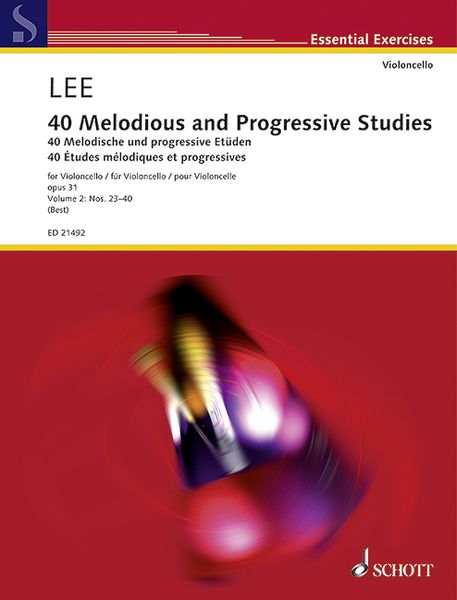 Essential Exercises
Violoncello
LEE
40 Melodious and Progressive Studies
40 Melodische und progressive Etüden
40 Études mélodiques et progressives
for Violoncello / für Violoncello / pour Violoncelle
opus 31
Volume 2: Nos. 23–40
(Best)
ED 21492
SCHOTT